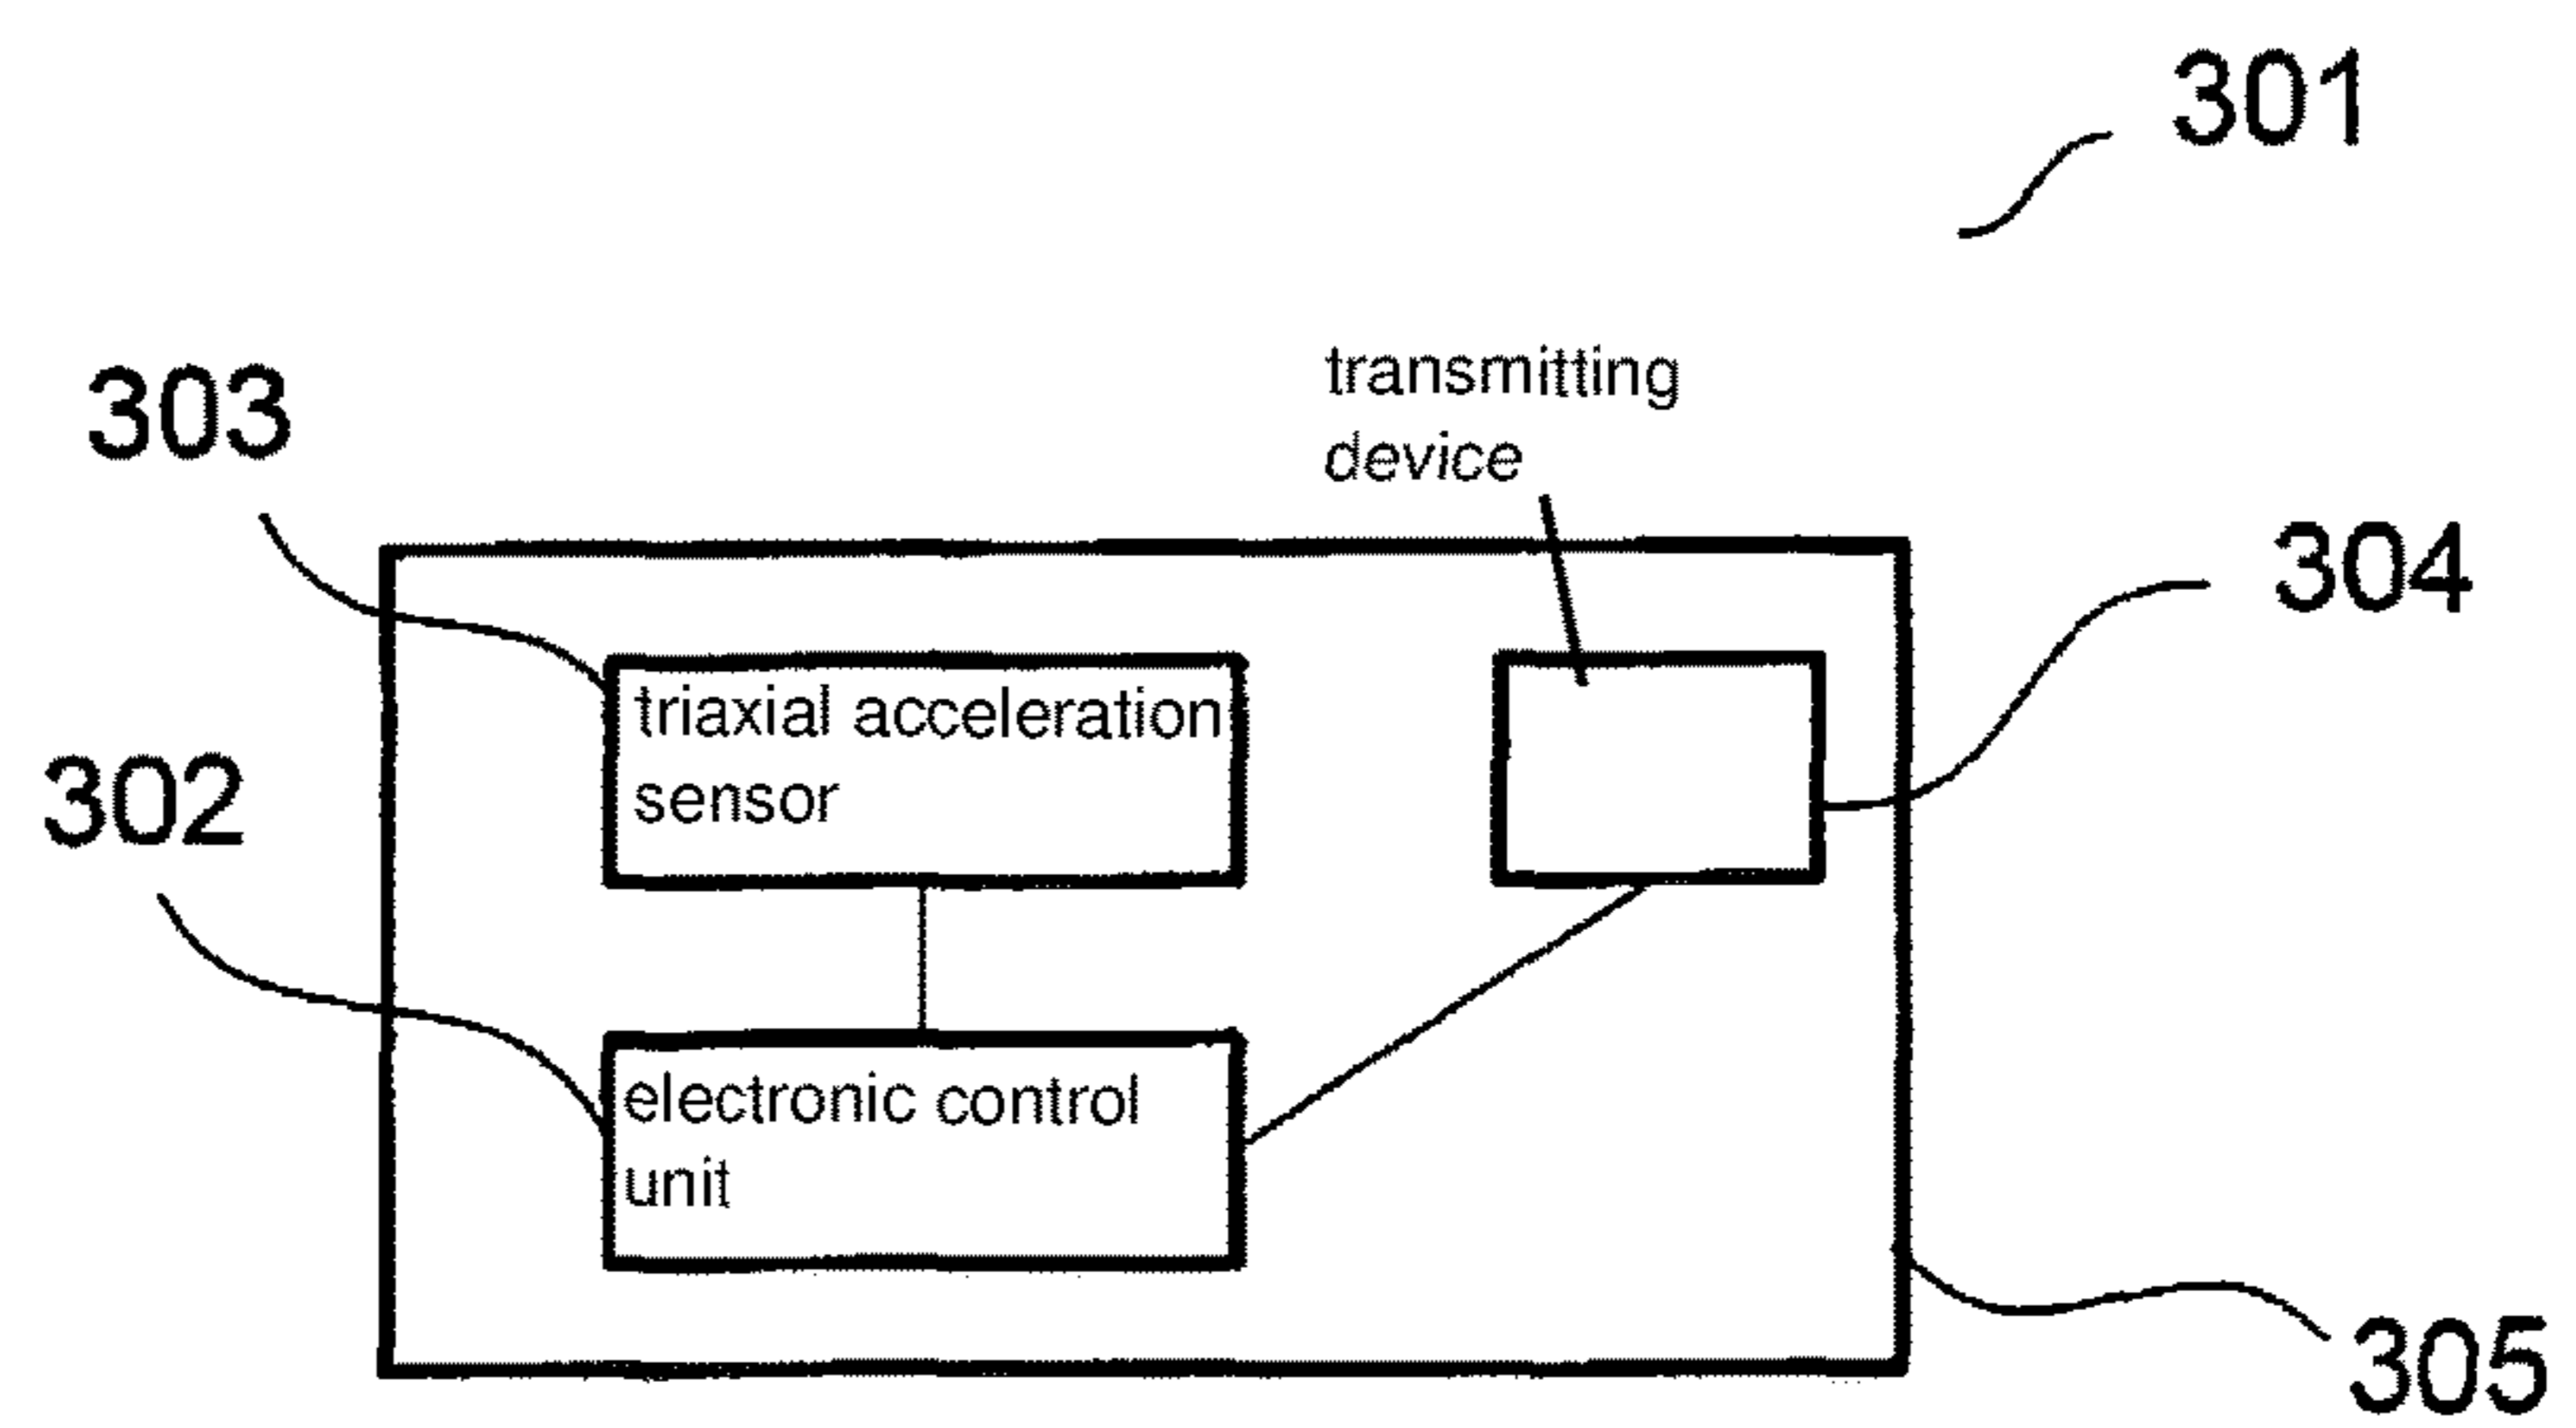 301
transmitting
device
303
304
triaxial acceleration
sensor
302
electronic control
unit
305